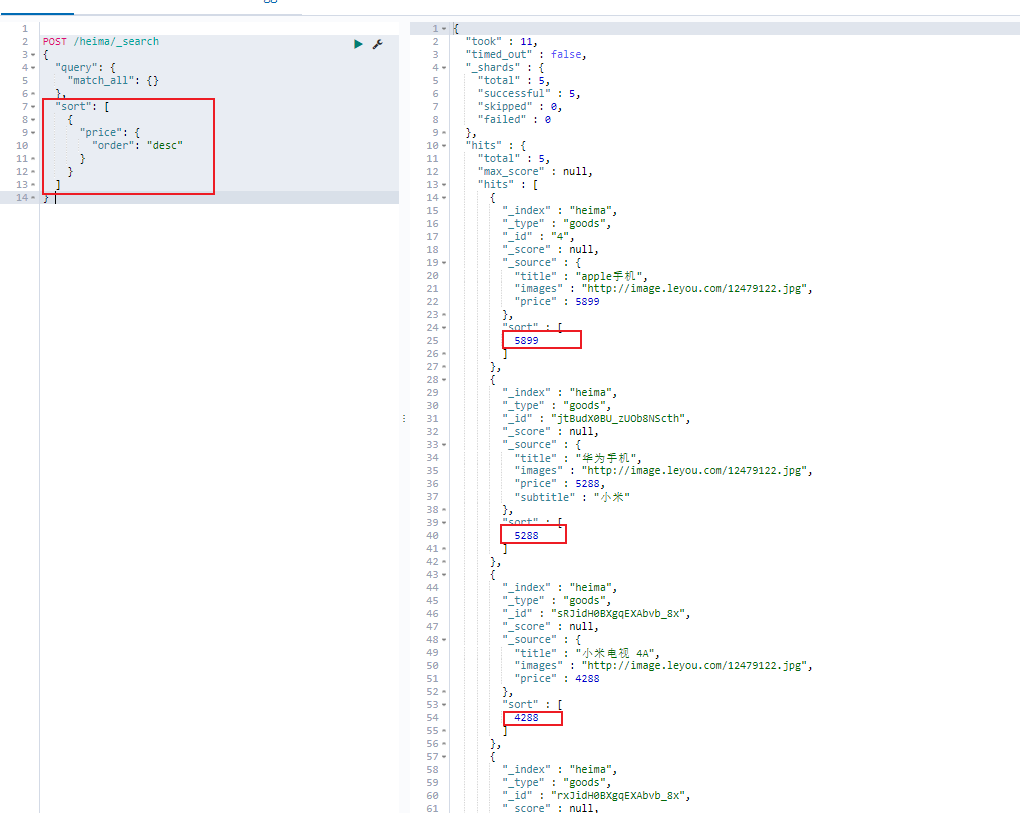 1
2 POST /heima/_search
3 {
4 "query": {
5 "match_all": {}
6 },
7 "sort": [
8 {
9 "price": {
10 "order": "desc"
11 }
12 }
13 ]
14 }
1 {
2 "took" : 11,
3 "timed_out" : false,
4 "_shards" : {
5 "total" : 5,
6 "successful" : 5,
7 "skipped" : 0,
8 "failed" : 0
9 },
10 "hits" : {
11 "total" : 5,
12 "max_score" : null,
13 "hits" : [
14 {
15 "_index" : "heima",
16 "_type" : "goods",
17 "_id" : "4",
18 "_score" : null,
19 "_source" : {
20 "title" : "apple手机",
21 "images" : "http://image.leyou.com/12479122.jpg",
22 "price" : 5899
23 },
24 "sort" : [
25 5899
26 ]
27 },
28 {
29 "_index" : "heima",
30 "_type" : "goods",
31 "_id" : "jtBudX0BU_zUOb8NScth",
32 "_score" : null,
33 "_source" : {
34 "title" : "华为手机",
35 "images" : "http://image.leyou.com/12479122.jpg",
36 "price" : 5288,
37 "subtitle" : "小米"
38 },
39 "sort" : [
40 5288
41 ]
42 },
43 {
44 "_index" : "heima",
45 "_type" : "goods",
46 "_id" : "sRJidH0BXgqEXAbvb_8x",
47 "_score" : null,
48 "_source" : {
49 "title" : "小米电视 4A",
50 "images" : "http://image.leyou.com/12479122.jpg",
51 "price" : 4288
52 },
53 "sort" : [
54 4288
55 ]
56 },
57 {
58 "_index" : "heima",
59 "_type" : "goods",
60 "_id" : "rxJidH0BXgqEXAbvb_8x",
61 "_score" : null,